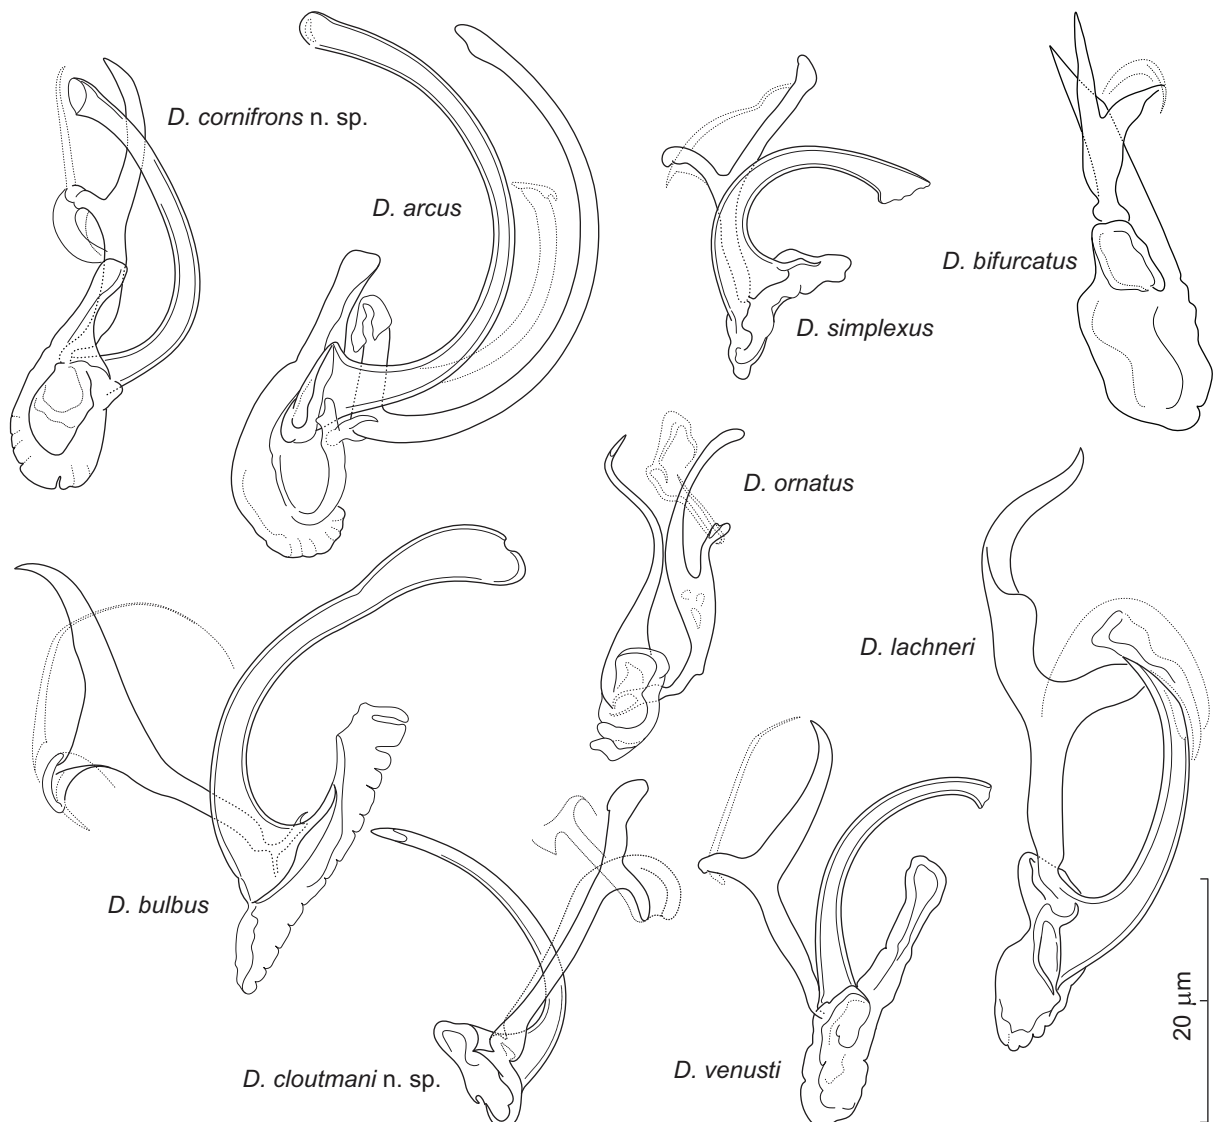 D. cornifrons n. sp.
D. arcus
D. simplexus
D. bifurcatus
D. ornatus
D. lachneri
D. bulbus
D. cloutmani n. sp.
D. venusti
20 µm